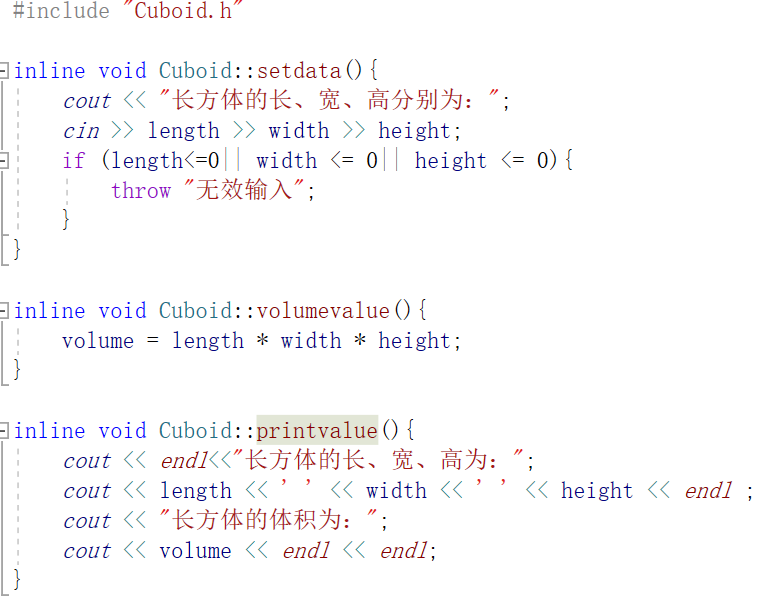 #include "Cuboid.h"
inline void Cuboid::setdata(){
cout << "长方体的长、宽、高分别为: ";
cin >> length >> width >> height;
if (length<=0|| width <= 0|| height <= 0){
throw "无效输入";
}
}
inline void Cuboid::volumevalue(){
volume = length * width * height;
}
inline void Cuboid::printvalue(){
cout << endl<<"长方体的长、宽、高为: ";
cout << length << ' ' << width << ' ' << height << endl ;
cout << "长方体的体积为: ";
cout << volume << endl << endl;
}